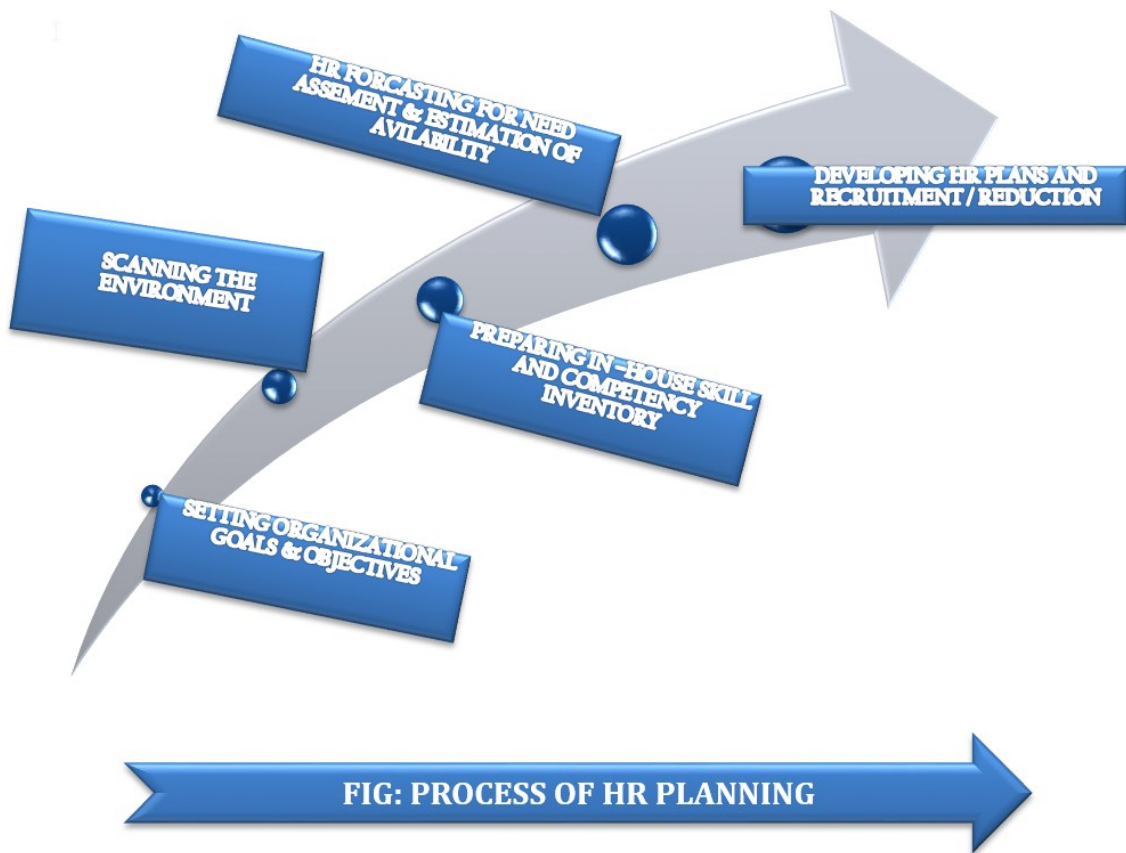 HR FORCASTING FOR NEED
ASSEMENT & ESTIMATION OF
AVILABILITY
DEVELOPING HR PLANS AND
RECRUITMENT / REDUCTION
SCANNING THE
ENVIRONMENT
PREPARING IN –HOUSE SKILL
AND COMPETENCY
INVENTORY
SETTING ORGANIZATIONAL
GOALS & OBJECTIVES
FIG: PROCESS OF HR PLANNING